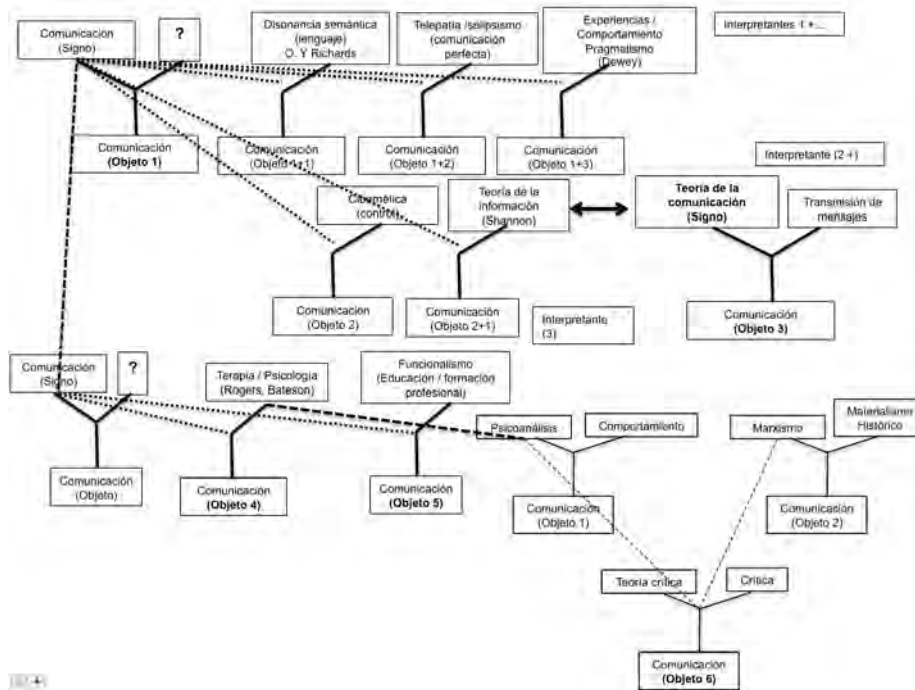 Comunicación
(Signo)
?
Disonancia semántica
(lenguaje)
O. Y Richards
Telepatía /solipsismo
(comunicación
perfecta)
Experiencias /
Comportamiento
Pragmatismo
(Dewey)
Interpretantes 1 +...
Comunicación
(Objeto 1)
Comunicación
(Objeto 1+1)
Comunicación
(Objeto 1+2)
Comunicación
(Objeto 1+3)
Interpretante (2 +)
Cibernética
(control)
Teoría de la
información
(Shannon)
Teoría de la
comunicación
(Signo)
Transmisión de
mensajes
Comunicación
(Objeto 2)
Comunicación
(Objeto 2+1)
Interpretante
(3)
Comunicación
(Objeto 3)
Comunicación
(Signo)
?
Terapia / Psicología
(Rogers, Bateson)
Funcionalismo
(Educación / formación
profesional)
Psicoanálisis
Comportamiento
Marxismo
Materialismo
Histórico
Comunicación
(Objeto)
Comunicación
(Objeto 4)
Comunicación
(Objeto 5)
Comunicación
(Objeto 1)
Comunicación
(Objeto 2)
Teoría crítica
Crítica
Comunicación
(Objeto 6)